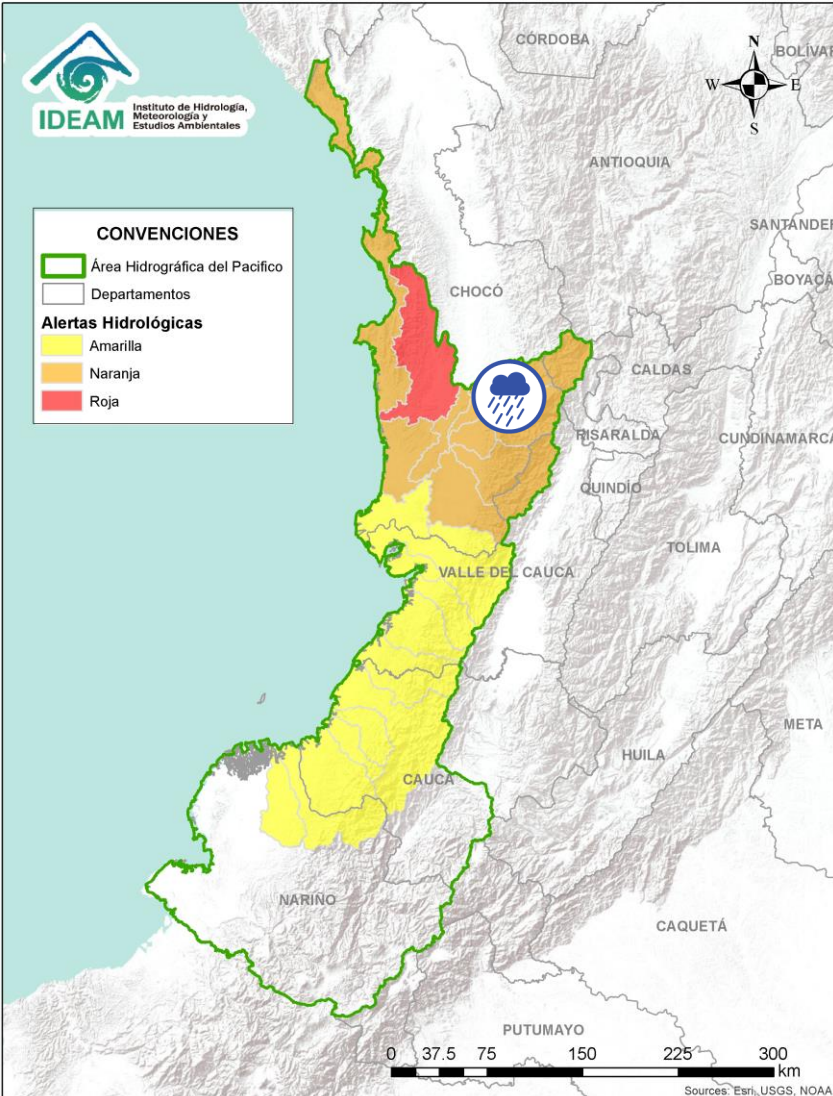 IDEAM
Instituto de Hidrología,
Meteorología y
Estudios Ambientales
N
W
E
S
CÓRDOBA
BOLÍVAR
ANTIOQUIA
SANTANDER
BOYACÁ
CHOCÓ
CALDAS
RISARALDA
CUNDINAMARCA
QUINDÍO
TOLIMA
VALLE DEL CAUCA
META
HUILA
CAUCA
NARIÑO
CAQUETÁ
PUTUMAYO
CONVENCIONES
Área Hidrográfica del Pacifico
Departamentos
Alertas Hidrológicas
Amarilla
Naranja
Roja
0 37.5 75 150 225 300
km
Sources: Esri, USGS, NOAA